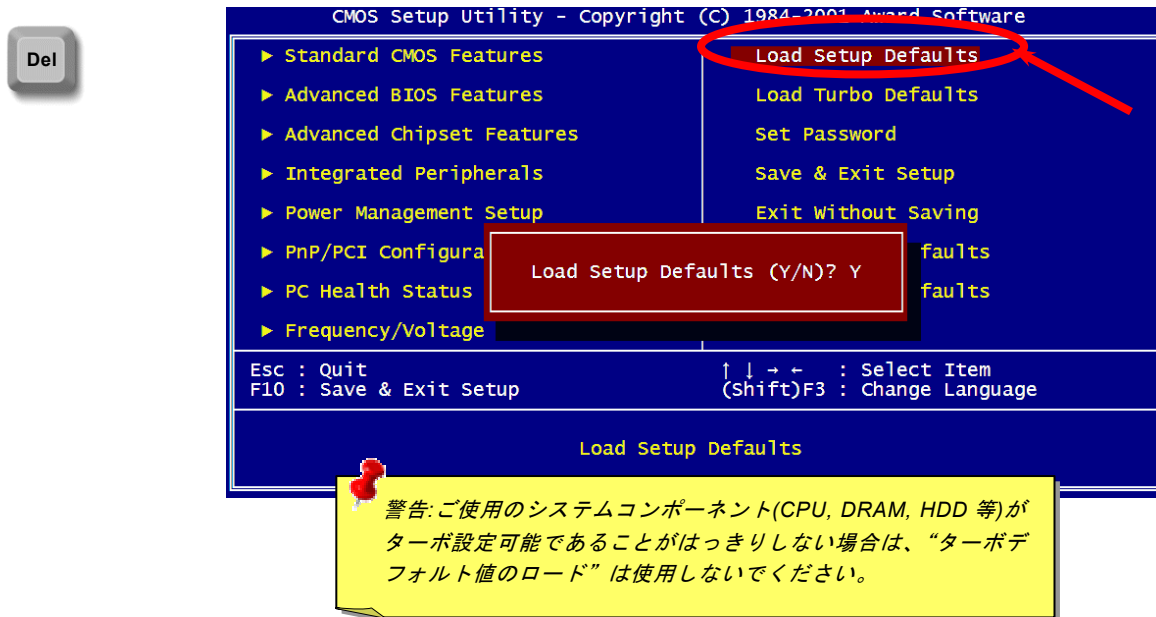 Del
CMOS Setup Utility - Copyright (C) 1984-2001 Award Software
► Standard CMOS Features
► Advanced BIOS Features
► Advanced Chipset Features
► Integrated Peripherals
► Power Management Setup
► PnP/PCI Configura
► PC Health Status
► Frequency/Voltage
Load Setup Defaults
Load Turbo Defaults
Set Password
Save & Exit Setup
Exit Without Saving
faults
faults
Load Setup Defaults (Y/N)? Y
Esc : Quit
F10 : Save & Exit Setup
↑ ↓ → ← : Select Item
(Shift)F3 : Change Language
Load Setup Defaults
警告:ご使用のシステムコンポーネント(CPU, DRAM, HDD 等)が
ターボ設定可能であることがはっきりしない場合は、“ターボデ
フォルト値のロード”は使用しないでください。